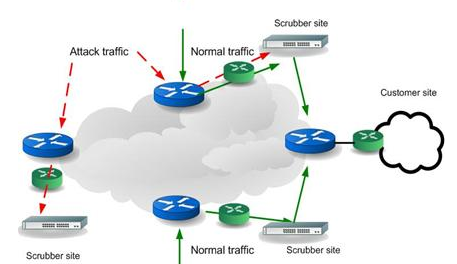 Scrubber site
Attack traffic
Normal traffic
Customer site
Scrubber site
Normal traffic
Scrubber site